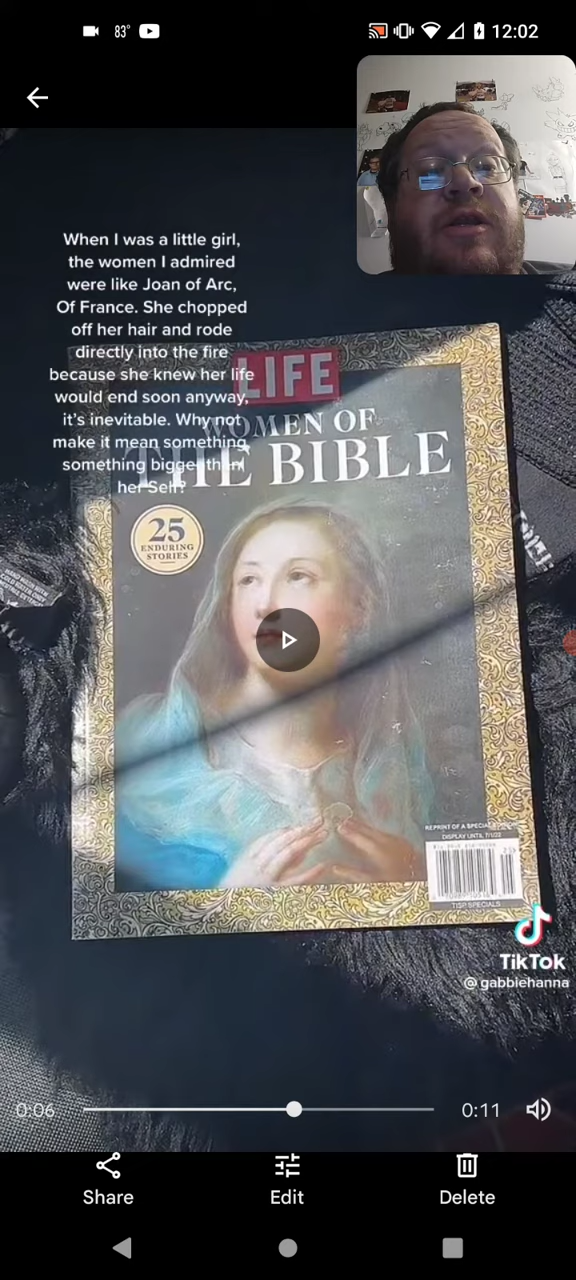 83°
12:02
When I was a little girl,
the women I admired
were like Joan of Arc,
Of France. She chopped
off her hair and rode
directly into the fire
because she knew her life
would end soon anyway,
it's inevitable. Why not
make it mean something,
something bigger then
her Self?
LIFE
WOMEN OF
THE BIBLE
25
ENDURING
STORIES
REPRINT OF A SPECIAL EDITION
DISPLAY UNTIL 7/1/22
TISP SPECIALS
TikTok
@gabbiehanna
0:06
0:11
Share
Edit
Delete